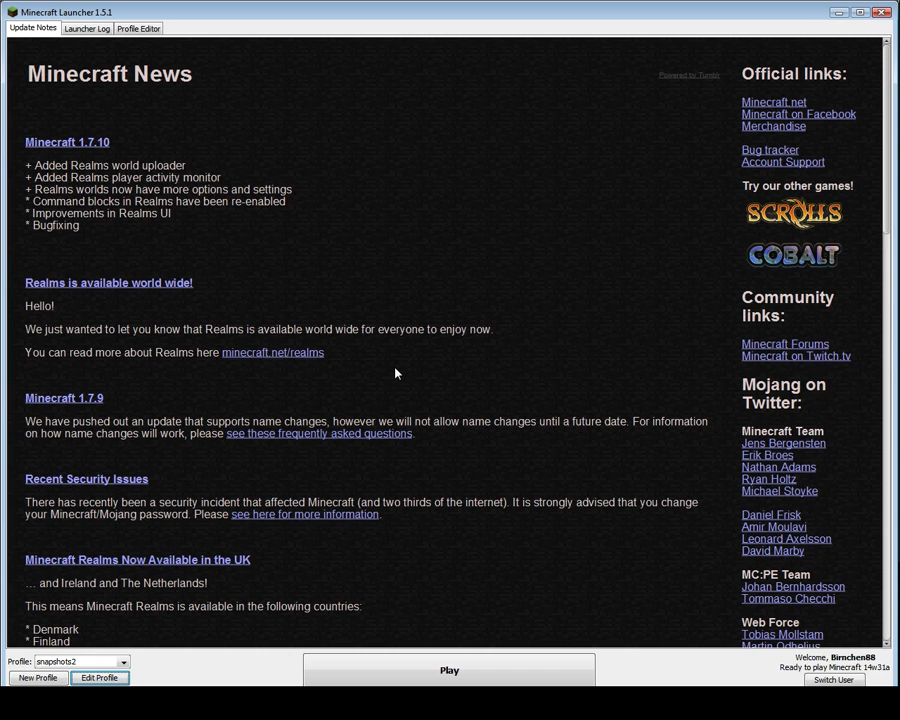 Minecraft Launcher 1.5.1
Update Notes Launcher Log Profile Editor
Minecraft News
Powered by Tumblr
Minecraft 1.7.10
+ Added Realms world uploader
+ Added Realms player activity monitor
+ Realms worlds now have more options and settings
* Command blocks in Realms have been re-enabled
* Improvements in Realms UI
* Bugfixing
Realms is available world wide!
Hello!
We just wanted to let you know that Realms is available world wide for everyone to enjoy now.
You can read more about Realms here minecraft.net/realms
Minecraft 1.7.9
We have pushed out an update that supports name changes, however we will not allow name changes until a future date. For information
on how name changes will work, please see these frequently asked questions.
Recent Security Issues
There has recently been a security incident that affected Minecraft (and two thirds of the internet). It is strongly advised that you change
your Minecraft/Mojang password. Please see here for more information.
Minecraft Realms Now Available in the UK
… and Ireland and The Netherlands!
This means Minecraft Realms is available in the following countries:
* Denmark
* Finland
Official links:
Minecraft.net
Minecraft on Facebook
Merchandise
Bug tracker
Account Support
Try our other games!
SCROLLS
COBALT
Community
links:
Minecraft Forums
Minecraft on Twitch.tv
Mojang on
Twitter:
Minecraft Team
Jens Bergensten
Erik Broes
Nathan Adams
Ryan Holtz
Michael Stoyke
Daniel Frisk
Amir Moulavi
Leonard Axelsson
David Marby
MC:PE Team
Johan Bernhardsson
Tommaso Checchi
Web Force
Tobias Mollstam
Martin Odhelius
Profile: snapshots2
New Profile Edit Profile
Play
Welcome, Birnchen88
Ready to play Minecraft 14w31a
Switch User